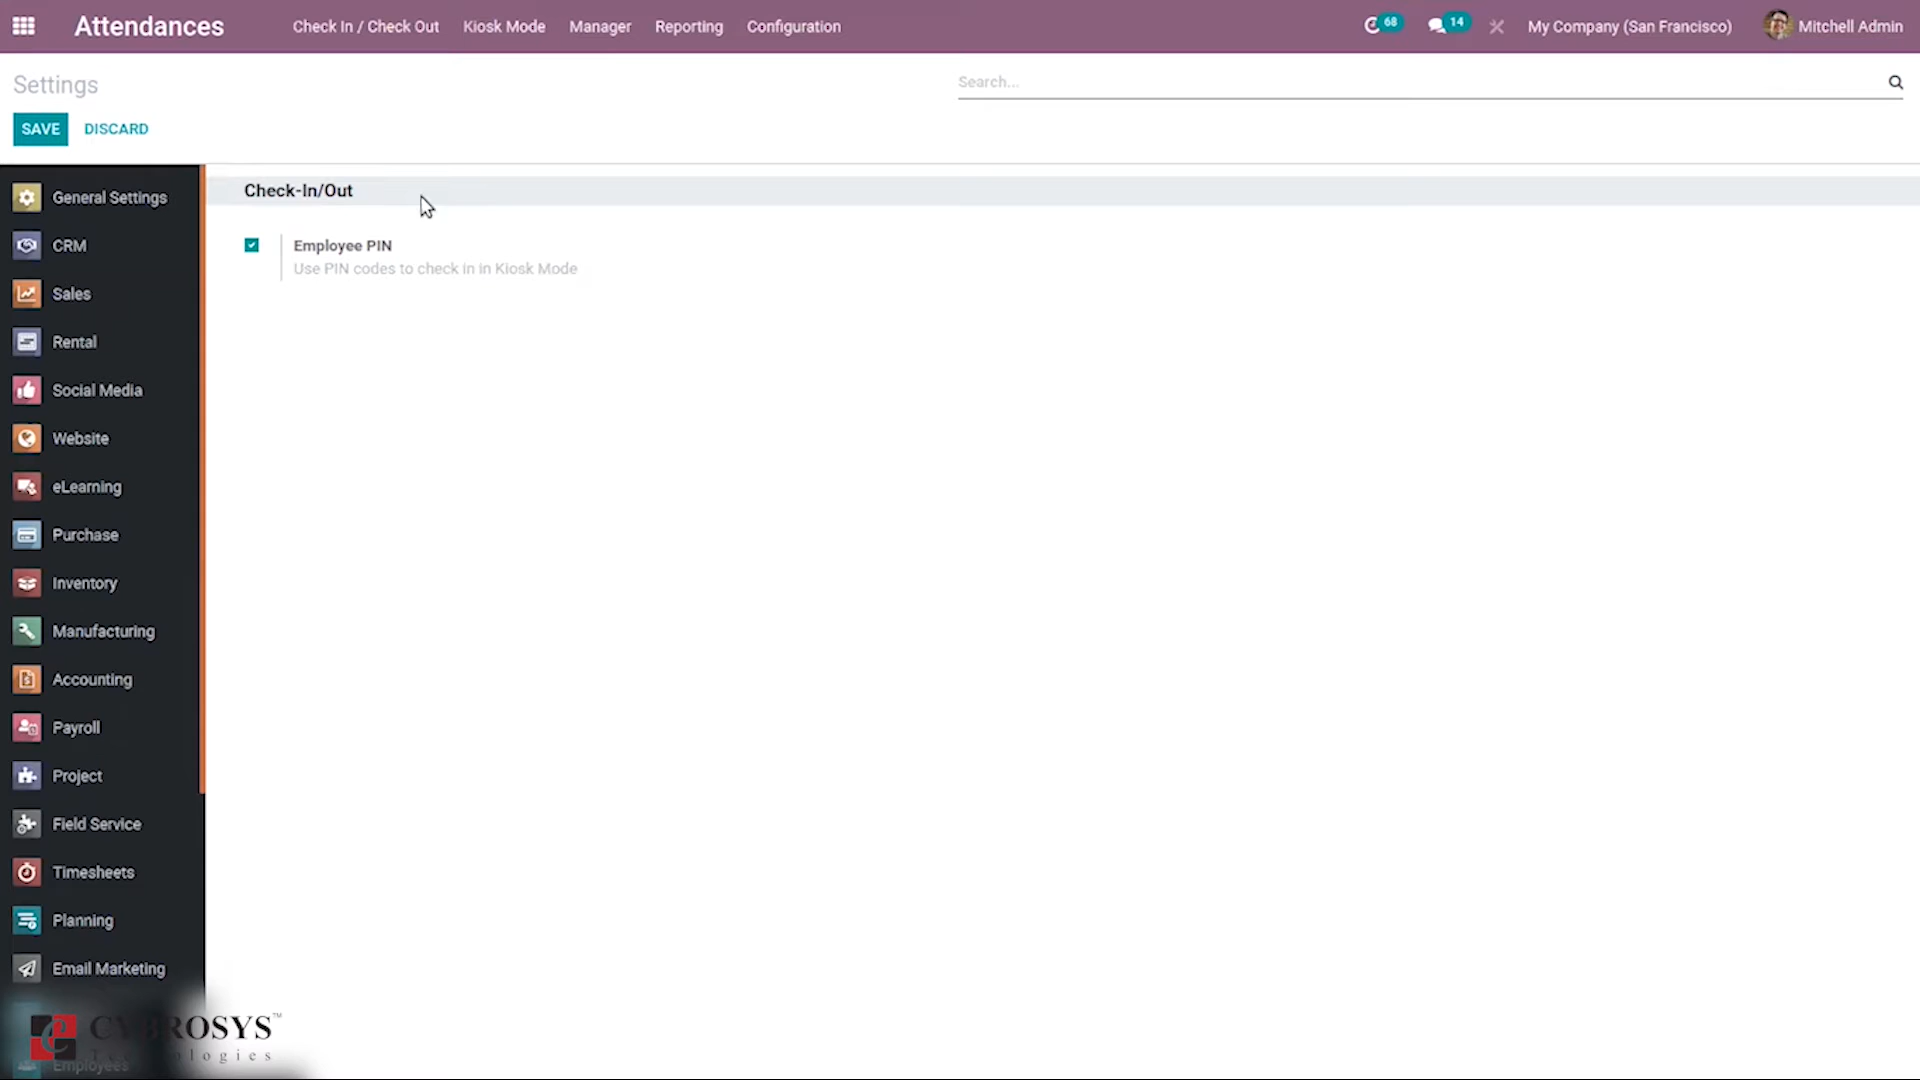 Attendances Check In / Check Out Kiosk Mode Manager Reporting Configuration 68 14 My Company (San Francisco) Mitchell Admin
Settings
Search...
SAVE DISCARD
Check-In/Out
Employee PIN
Use PIN codes to check in in Kiosk Mode
General Settings
CRM
Sales
Rental
Social Media
Website
eLearning
Purchase
Inventory
Manufacturing
Accounting
Payroll
Project
Field Service
Timesheets
Planning
Email Marketing
CYBROSYS™
Technologies
Employees